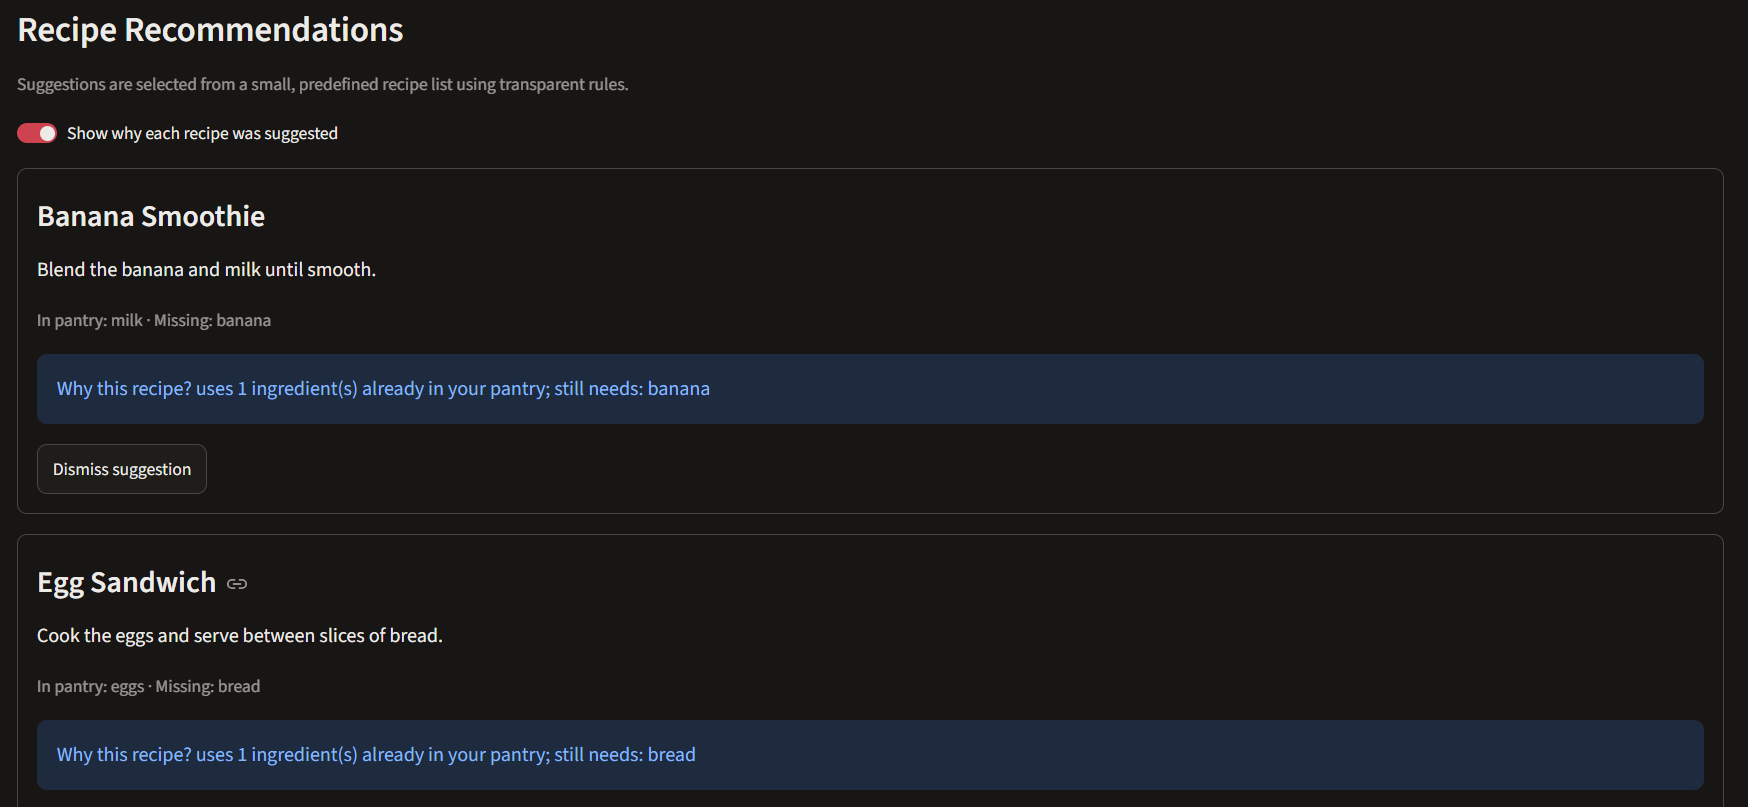 Recipe Recommendations
Suggestions are selected from a small, predefined recipe list using transparent rules.
Show why each recipe was suggested
Banana Smoothie
Blend the banana and milk until smooth.
In pantry: milk · Missing: banana
Why this recipe? uses 1 ingredient(s) already in your pantry; still needs: banana
Dismiss suggestion
Egg Sandwich
Cook the eggs and serve between slices of bread.
In pantry: eggs · Missing: bread
Why this recipe? uses 1 ingredient(s) already in your pantry; still needs: bread